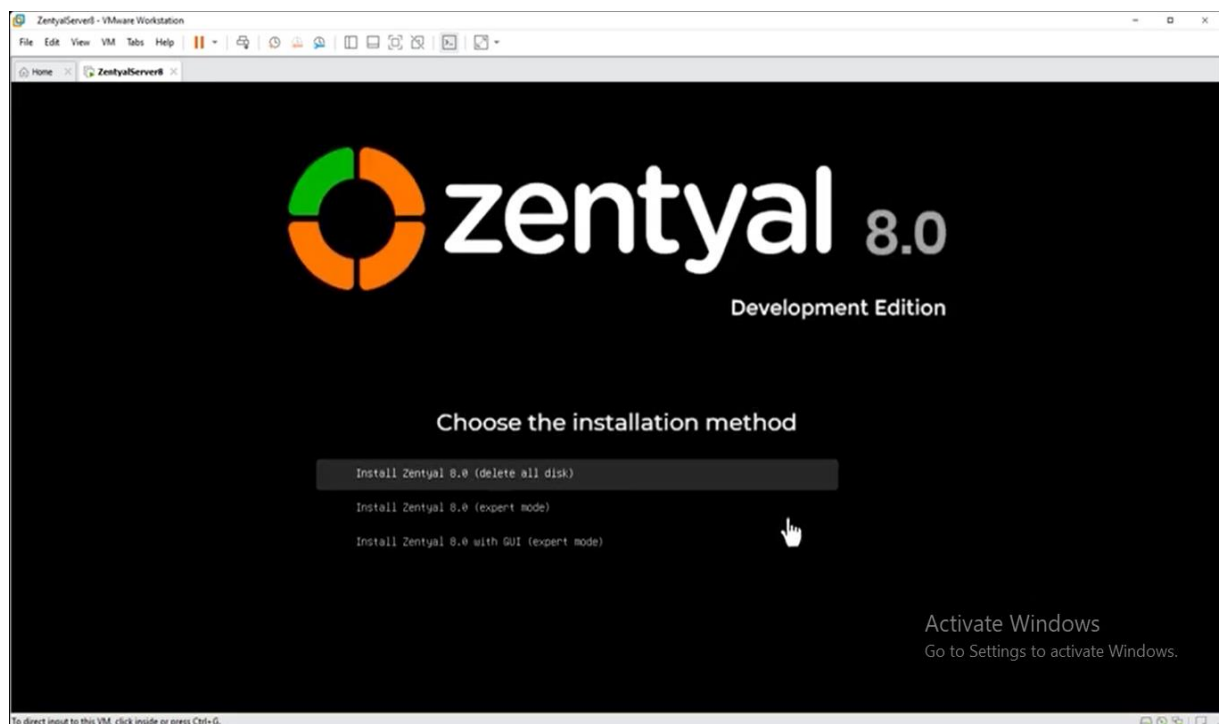 ZentyalServer8 - VMware Workstation
File Edit View VM Tabs Help
Home ZentyalServer8
zentyal 8.0
Development Edition
Choose the installation method
Install Zentyal 8.0 (delete all disk)
Install Zentyal 8.0 (expert mode)
Install Zentyal 8.0 with GUI (expert mode)
Activate Windows
Go to Settings to activate Windows.
To direct input to this VM, click inside or press Ctrl+G.